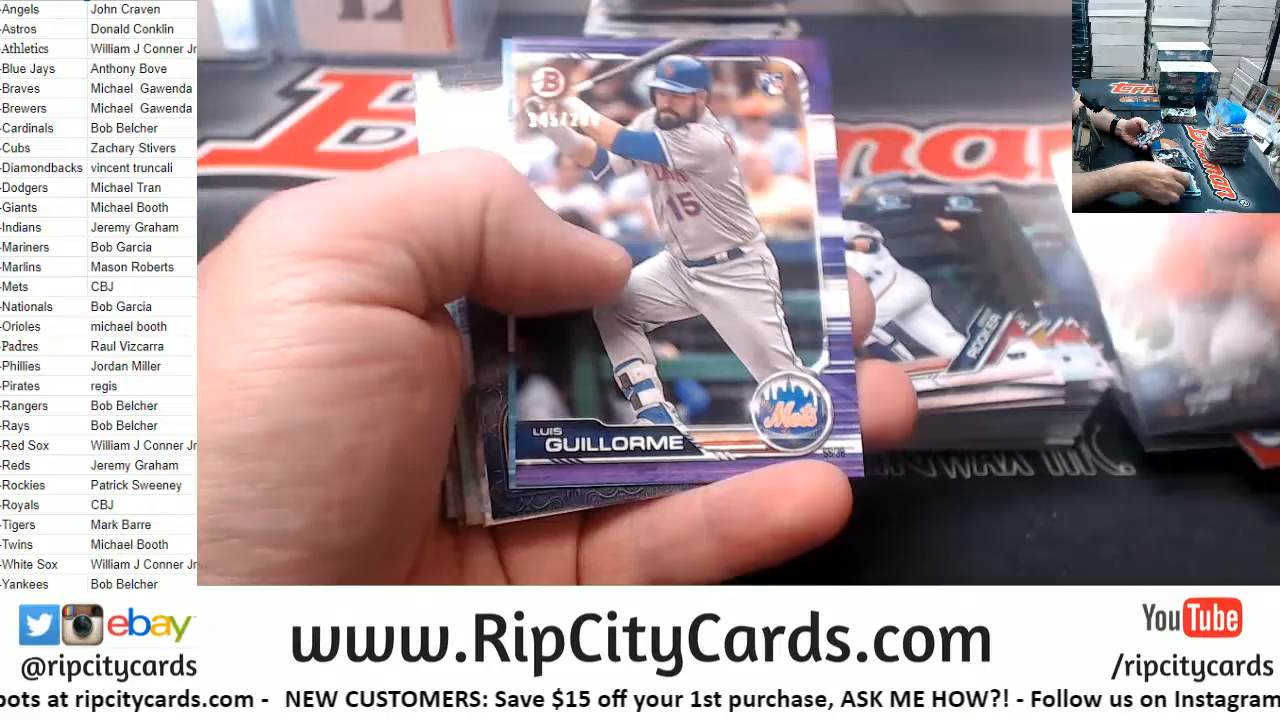 -Angels John Craven
-Astros Donald Conklin
-Athletics William J Conner Jr
-Blue Jays Anthony Bove
-Braves Michael Gawenda
-Brewers Michael Gawenda
-Cardinals Bob Belcher
-Cubs Zachary Stivers
-Diamondbacks vincent truncali
-Dodgers Michael Tran
-Giants Michael Booth
-Indians Jeremy Graham
-Mariners Bob Garcia
-Marlins Mason Roberts
-Mets CBJ
-Nationals Bob Garcia
-Orioles michael booth
-Padres Raul Vizcarra
-Phillies Jordan Miller
-Pirates regis
-Rangers Bob Belcher
-Rays Bob Belcher
-Red Sox William J Conner Jr
-Reds Jeremy Graham
-Rockies Patrick Sweeney
-Royals CBJ
-Tigers Mark Barre
-Twins Michael Booth
-White Sox William J Conner Jr
-Yankees Bob Belcher
B
15
LUIS
GUILLORME
Mets
ROOKER
TOPPS
Bowman
ebay
@ripcitycards
www.RipCityCards.com
YouTube
/ripcitycards
pots at ripcitycards.com - NEW CUSTOMERS: Save $15 off your 1st purchase, ASK ME HOW?! - Follow us on Instagram